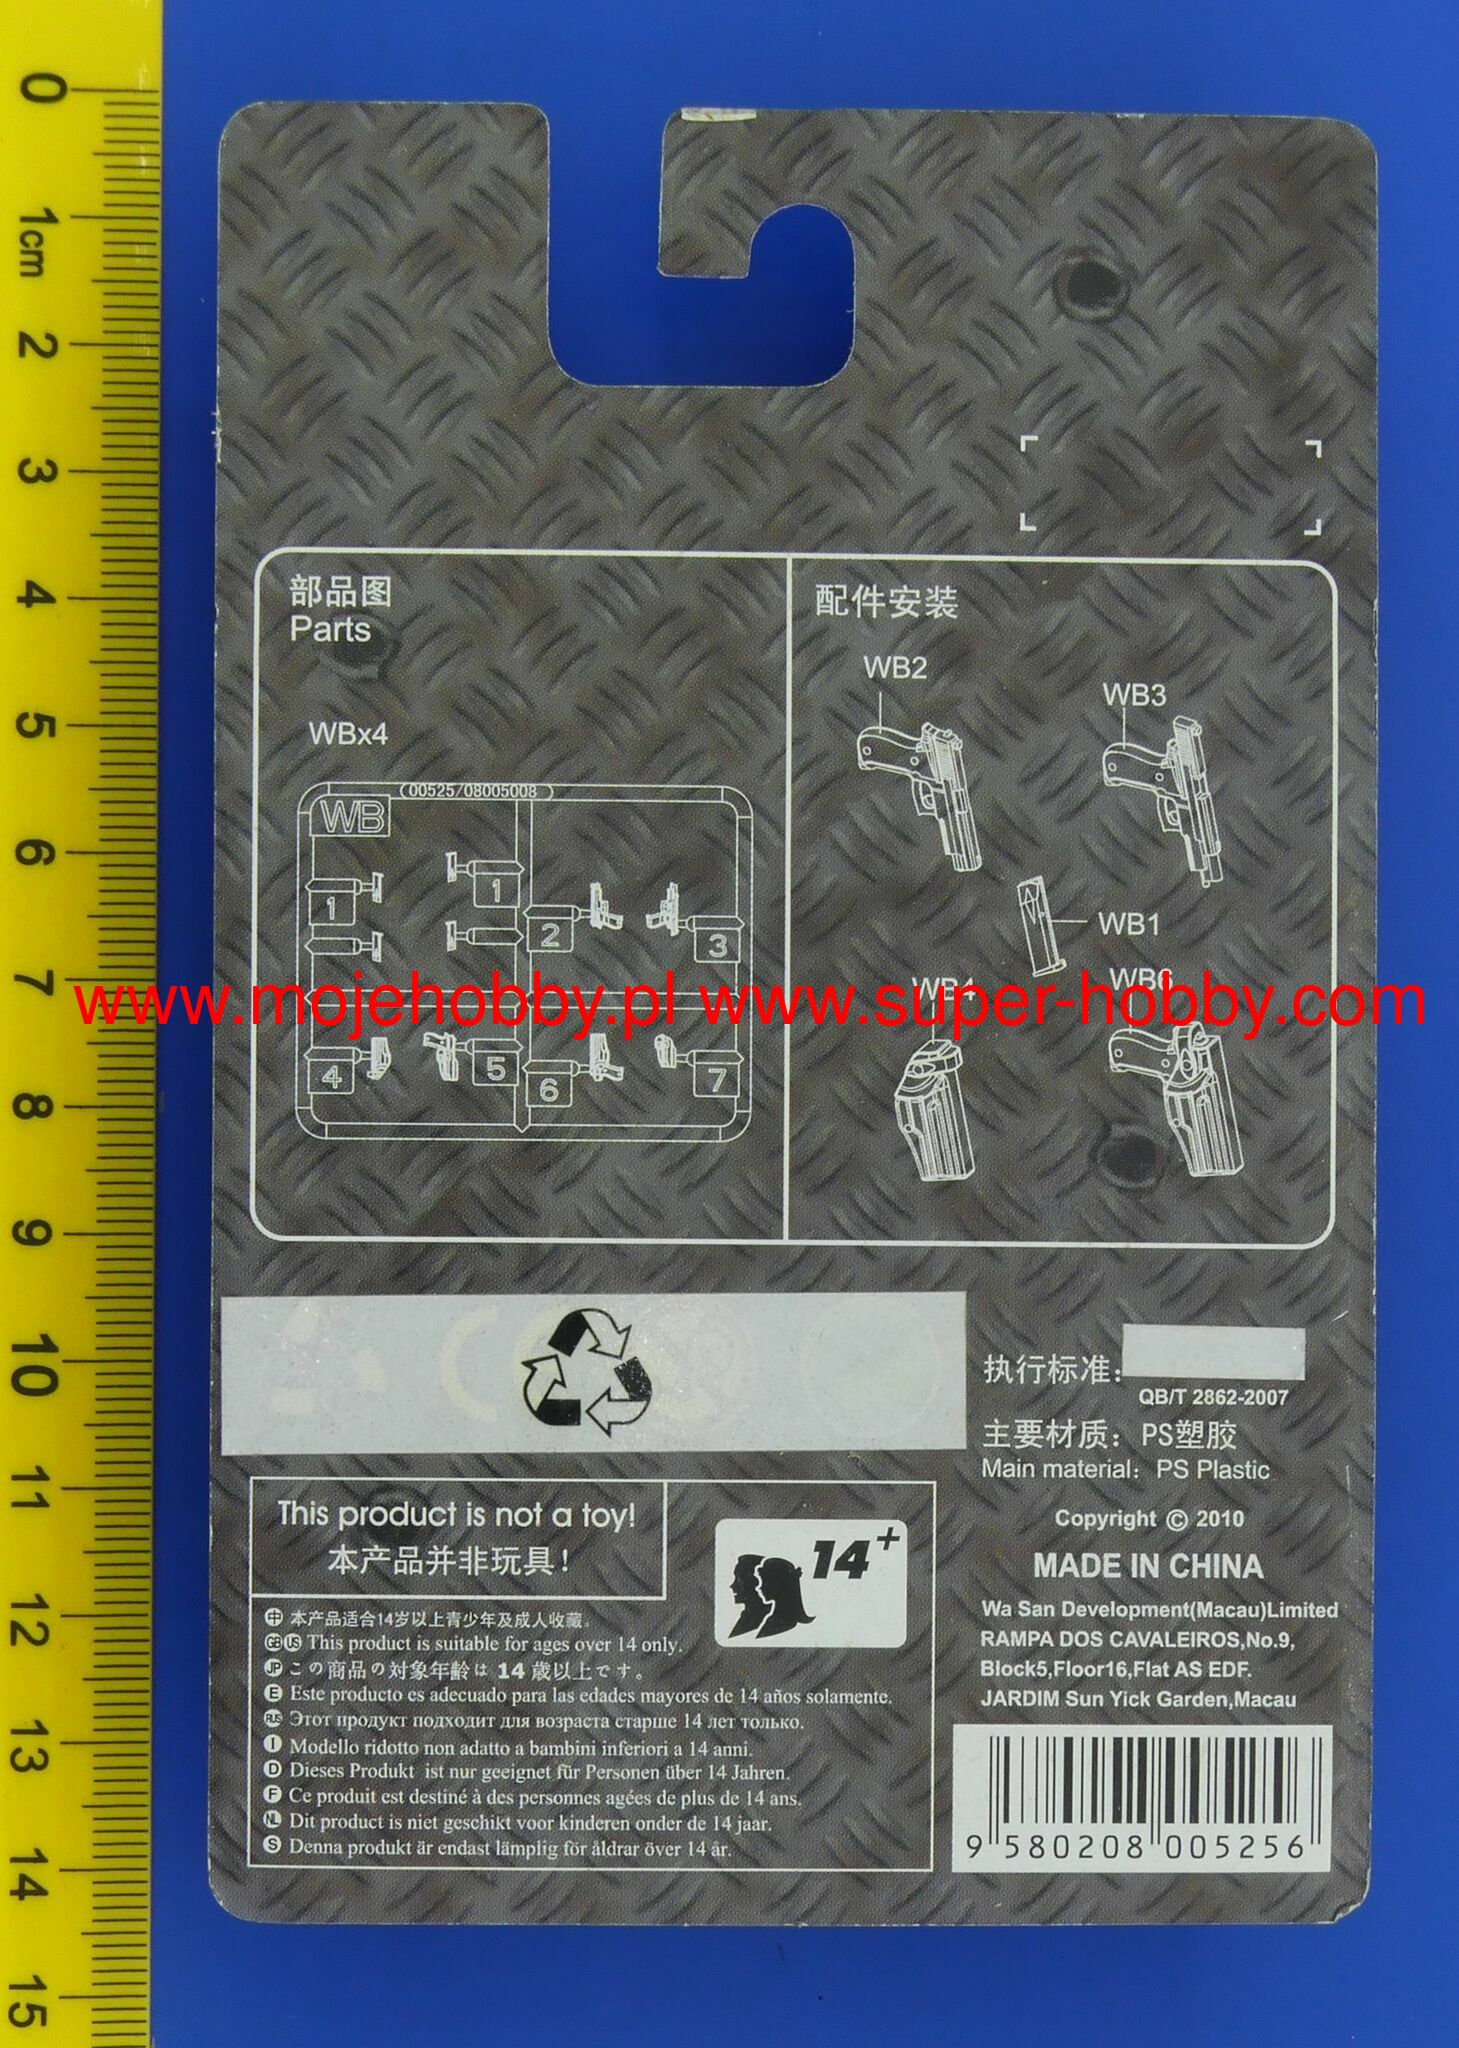 0
1cm
2
3
4
5
6
7
8
9
10
11
12
13
14
15
部品图
Parts
WBx4
00525/08005008
WB
1
1
2
3
4
5
6
7
配件安装
WB2
WB3
WB1
WB4
WB6
www.mojehobby.pl www.super-hobby.com
执行标准:
QB/T 2862-2007
主要材质: PS塑胶
Main material: PS Plastic
Copyright © 2010
MADE IN CHINA
Wa San Development(Macau)Limited
RAMPA DOS CAVALEIROS,No.9,
Block5,Floor16,Flat AS EDF.
JARDIM Sun Yick Garden,Macau
9 580208 005256
This product is not a toy!
本产品并非玩具!
14+
中 本产品适合14岁以上青少年及成人收藏。
GB US This product is suitable for ages over 14 only.
JP この商品の対象年齢は 14 歳以上です。
E Este producto es adecuado para las edades mayores de 14 años solamente.
RUS Этот продукт подходит для возраста старше 14 лет только.
I Modello ridotto non adatto a bambini inferiori a 14 anni.
D Dieses Produkt ist nur geeignet für Personen über 14 Jahren.
F Ce produit est destiné à des personnes agées de plus de 14 ans.
NL Dit product is niet geschikt voor kinderen onder de 14 jaar.
S Denna produkt är endast lämplig för åldrar över 14 år.